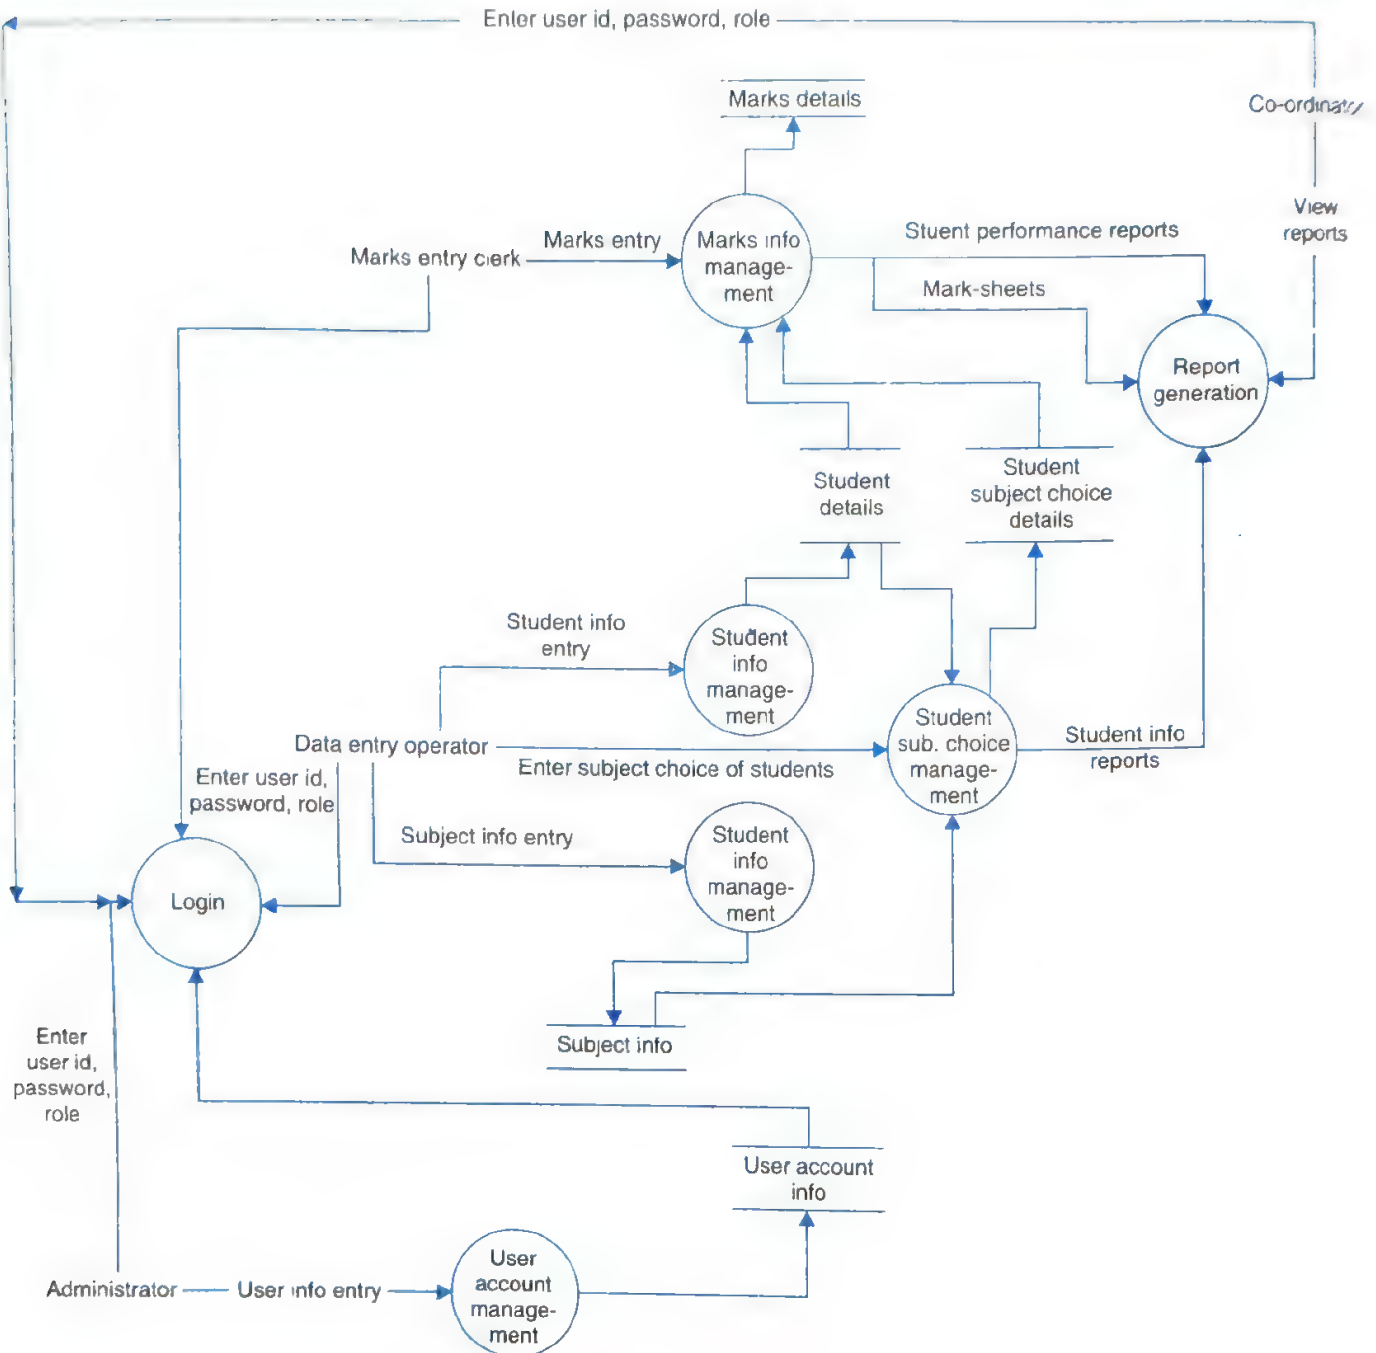 Enter user id, password, role
Marks details
Co-ordinator
View
reports
Marks entry clerk
Marks entry
Marks info
manage-
ment
Stuent performance reports
Mark-sheets
Report
generation
Student
details
Student
subject choice
details
Student info
entry
Student
info
manage-
ment
Data entry operator
Enter subject choice of students
Student
sub. choice
manage-
ment
Student info
reports
Enter user id,
password, role
Subject info entry
Student
info
manage-
ment
Login
Subject info
Enter
user id,
password,
role
User account
info
Administrator
User info entry
User
account
manage-
ment